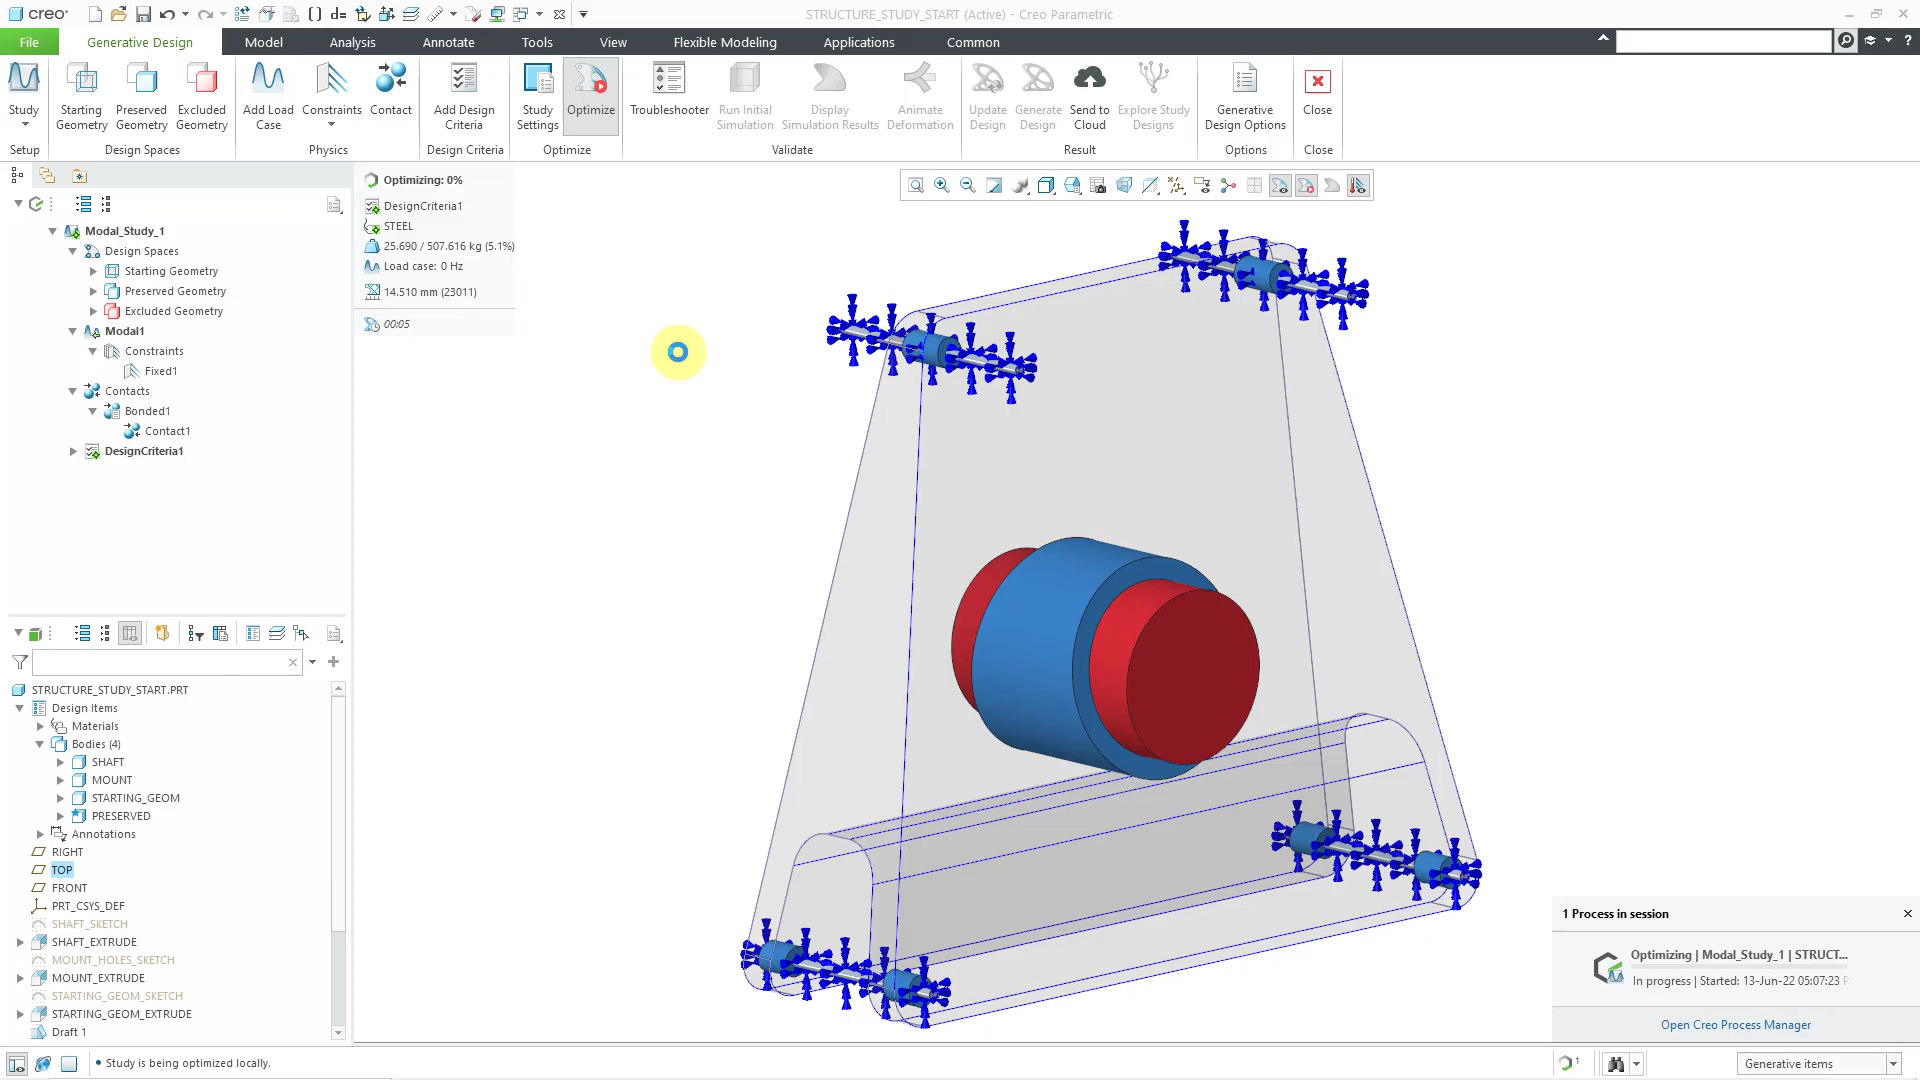 creo
d=
STRUCTURE_STUDY_START (Active) - Creo Parametric
File
Generative Design
Model
Analysis
Annotate
Tools
View
Flexible Modeling
Applications
Common
Study
Starting Geometry
Preserved Geometry
Excluded Geometry
Add Load Case
Constraints
Contact
Add Design Criteria
Study Settings
Optimize
Troubleshooter
Run Initial Simulation
Display Simulation Results
Animate Deformation
Update Design
Generate Design
Send to Cloud
Explore Study Designs
Generative Design Options
Close
Setup
Design Spaces
Physics
Design Criteria
Optimize
Validate
Result
Options
Close
Modal_Study_1
Design Spaces
Starting Geometry
Preserved Geometry
Excluded Geometry
Modal1
Constraints
Fixed1
Contacts
Bonded1
Contact1
DesignCriteria1
Optimizing: 0%
DesignCriteria1
STEEL
25.690 / 507.616 kg (5.1%)
Load case: 0 Hz
14.510 mm (23011)
00:05
STRUCTURE_STUDY_START.PRT
Design Items
Materials
Bodies (4)
SHAFT
MOUNT
STARTING_GEOM
PRESERVED
Annotations
RIGHT
TOP
FRONT
PRT_CSYS_DEF
SHAFT_SKETCH
SHAFT_EXTRUDE
MOUNT_HOLES_SKETCH
MOUNT_EXTRUDE
STARTING_GEOM_SKETCH
STARTING_GEOM_EXTRUDE
Draft 1
1 Process in session
Optimizing | Modal_Study_1 | STRUCT...
In progress | Started: 13-Jun-22 05:07:23 P
Open Creo Process Manager
• Study is being optimized locally.
1
Generative items